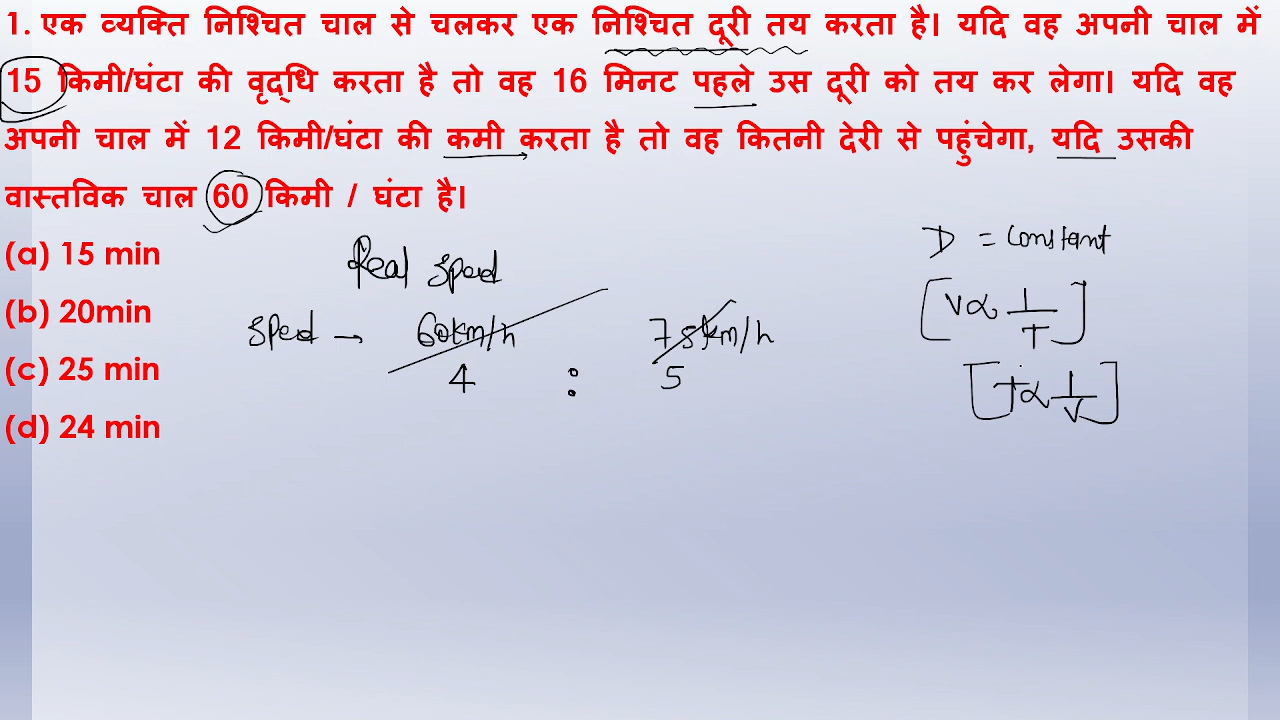 1. एक व्यक्ति निश्चित चाल से चलकर एक निश्चित दूरी तय करता है। यदि वह अपनी चाल में
15 किमी/घंटा की वृद्धि करता है तो वह 16 मिनट पहले उस दूरी को तय कर लेगा। यदि वह
अपनी चाल में 12 किमी/घंटा की कमी करता है तो वह कितनी देरी से पहुंचेगा, यदि उसकी
वास्तविक चाल 60 किमी / घंटा है।
(a) 15 min
(b) 20min
(c) 25 min
(d) 24 min
Real speed
speed → 60km/h 75km/h
4 : 5
D = constant
[V∝ 1/T]
[T∝ 1/V]